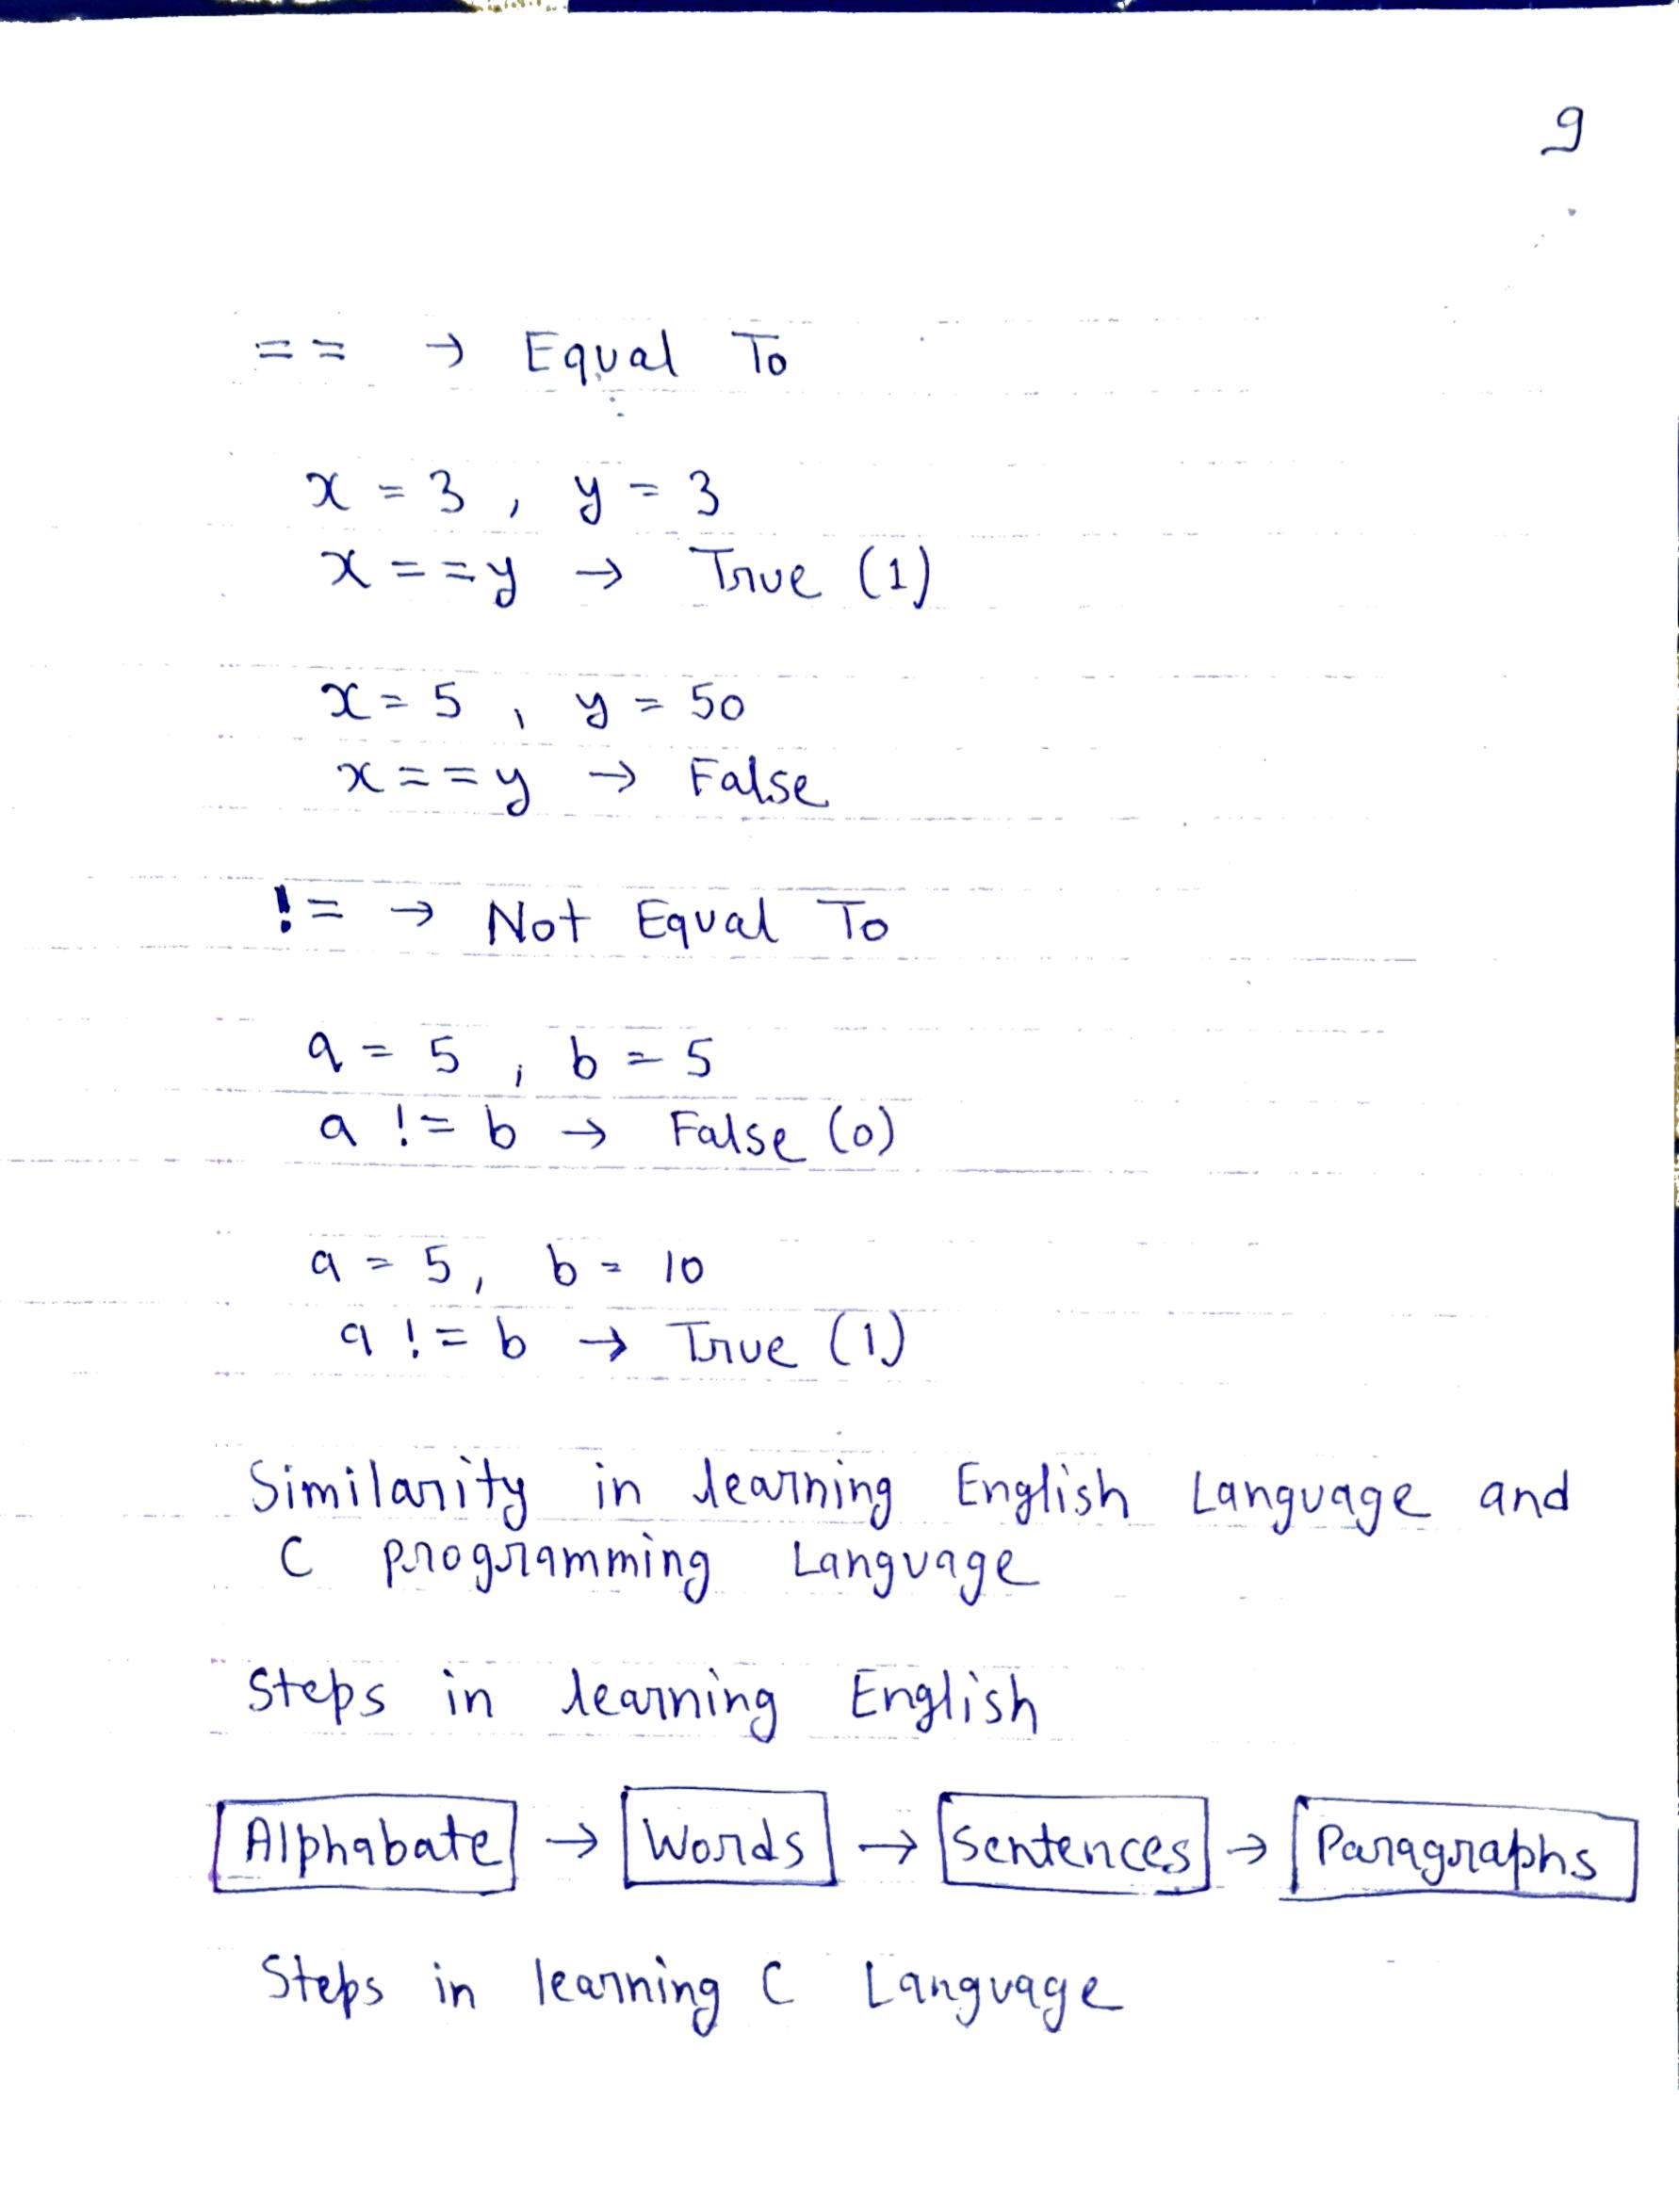 9
== → Equal To
x = 3 , y = 3
x == y → True (1)
x = 5 , y = 50
x == y → False
!= → Not Equal To
a = 5 , b = 5
a != b → False (0)
a = 5, b = 10
a != b → True (1)
Similarity in learning English Language and
C programming Language
Steps in learning English
Alphabate → Words → Sentences → Paragraphs
Steps in learning C Language